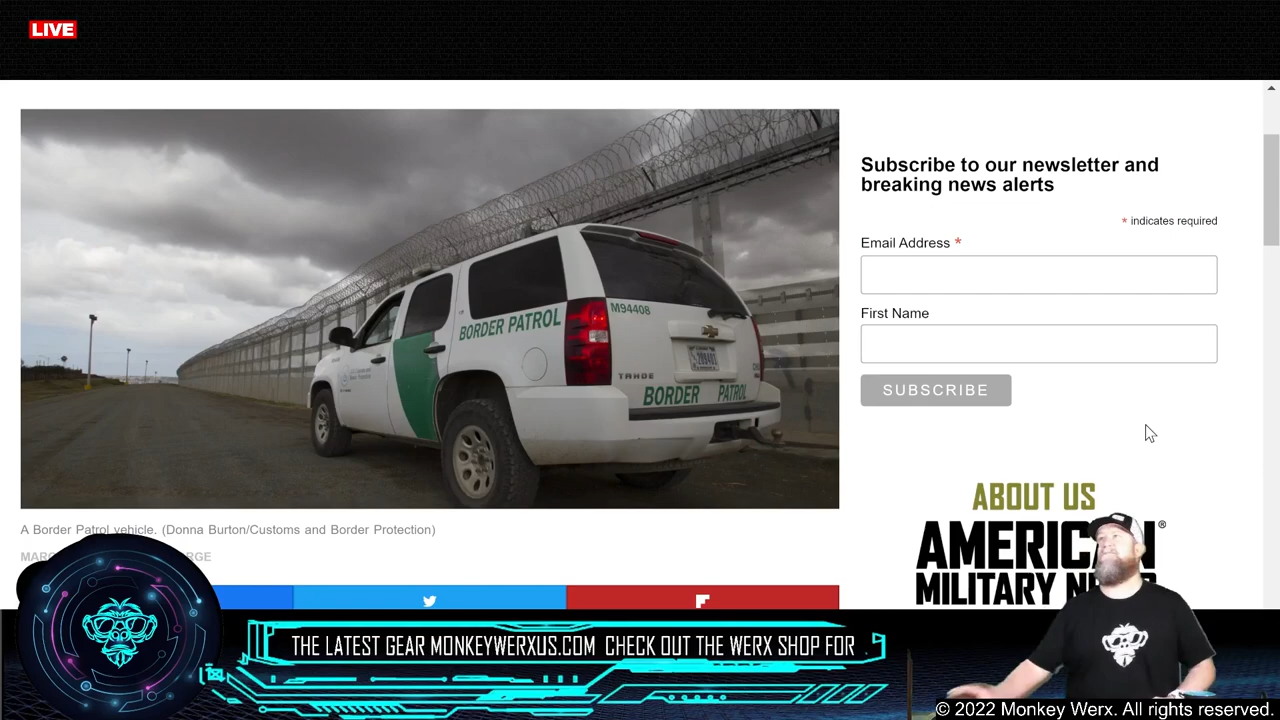 LIVE
Subscribe to our newsletter and
breaking news alerts
* indicates required
Email Address *
First Name
SUBSCRIBE
BORDER PATROL
M94408
TAHOE
BORDER PATROL
A Border Patrol vehicle. (Donna Burton/Customs and Border Protection)
ABOUT US
AMERICAN®
MILITARY
THE LATEST GEAR MONKEYWERXUS.COM CHECK OUT THE WERX SHOP FOR
© 2022 Monkey Werx. All rights reserved.